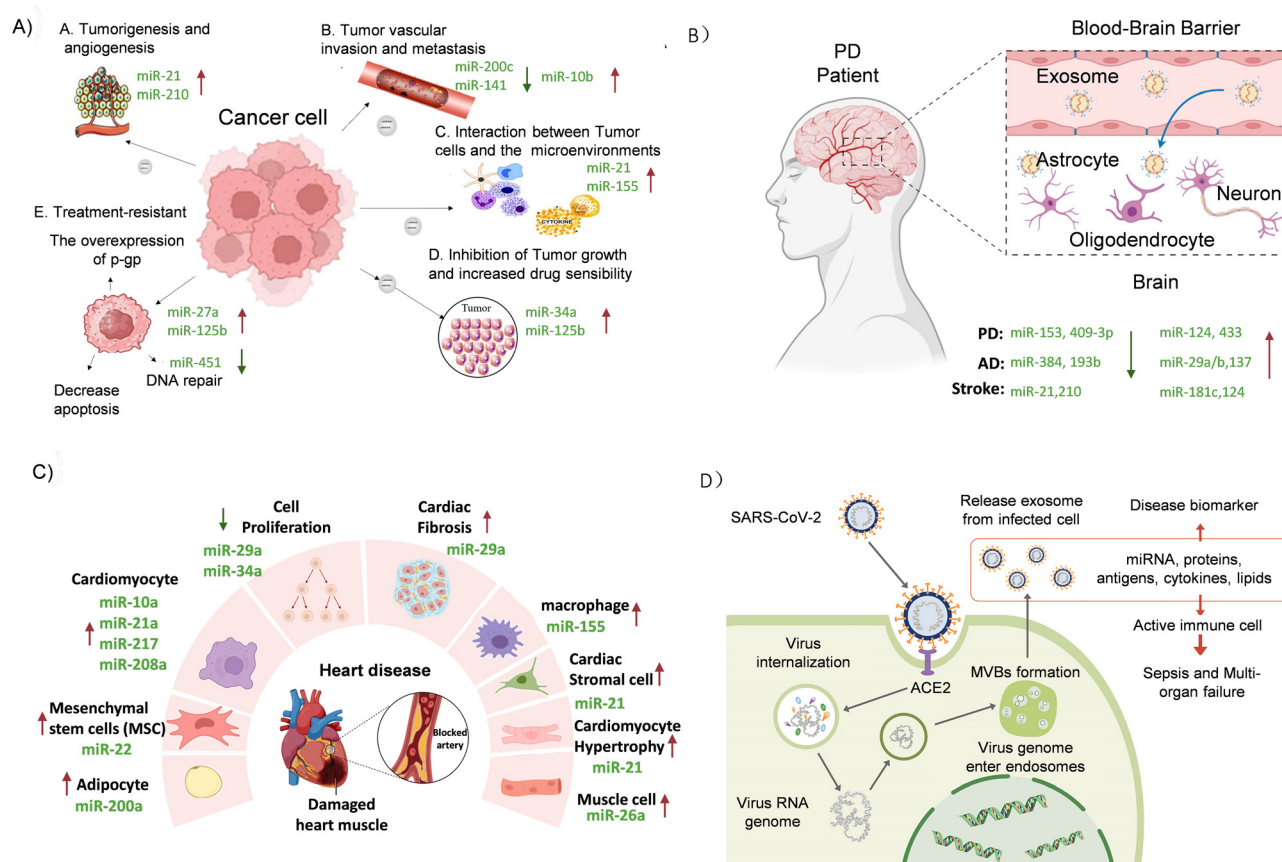 A)
A. Tumorigenesis and
angiogenesis
miR-21
miR-210
B. Tumor vascular
invasion and metastasis
miR-200c
miR-141
miR-10b
Cancer cell
C. Interaction between Tumor
cells and the microenvironments
miR-21
miR-155
CYTOKINE
E. Treatment-resistant
The overexpression
of p-gp
miR-27a
miR-125b
miR-451
DNA repair
Decrease
apoptosis
D. Inhibition of Tumor growth
and increased drug sensibility
Tumor
miR-34a
miR-125b
B)
PD
Patient
Blood-Brain Barrier
Exosome
Astrocyte
Neuron
Oligodendrocyte
Brain
PD: miR-153, 409-3p miR-124, 433
AD: miR-384, 193b miR-29a/b,137
Stroke: miR-21,210 miR-181c,124
C)
Cell
Proliferation
miR-29a
miR-34a
Cardiac
Fibrosis
miR-29a
Cardiomyocyte
miR-10a
miR-21a
miR-217
miR-208a
macrophage
miR-155
Cardiac
Stromal cell
miR-21
Mesenchymal
stem cells (MSC)
miR-22
Cardiomyocyte
Hypertrophy
miR-21
Adipocyte
miR-200a
Muscle cell
miR-26a
Heart disease
Blocked
artery
Damaged
heart muscle
D)
SARS-CoV-2
Release exosome
from infected cell
Disease biomarker
miRNA, proteins,
antigens, cytokines, lipids
Active immune cell
Sepsis and Multi-
organ failure
Virus
internalization
ACE2
MVBs formation
Virus genome
enter endosomes
Virus RNA
genome